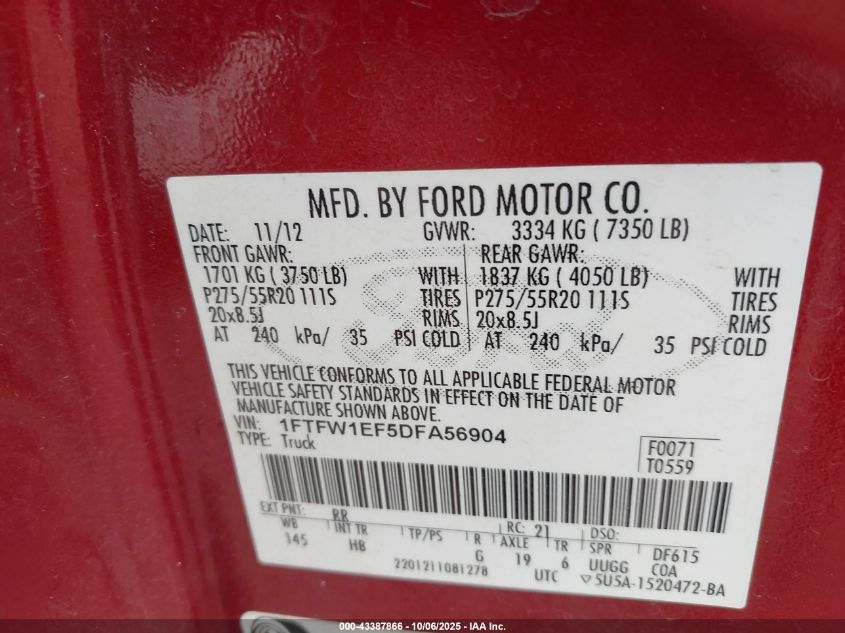 MFD. BY FORD MOTOR CO.
DATE: 11/12 GVWR: 3334 KG ( 7350 LB)
FRONT GAWR: REAR GAWR:
1701 KG ( 3750 LB) WITH 1837 KG ( 4050 LB) WITH
P275/55R20 111S TIRES P275/55R20 111S TIRES
20x8.5J RIMS 20x8.5J RIMS
AT 240 kPa/ 35 PSI COLD AT 240 kPa/ 35 PSI COLD
THIS VEHICLE CONFORMS TO ALL APPLICABLE FEDERAL MOTOR
VEHICLE SAFETY STANDARDS IN EFFECT ON THE DATE OF
MANUFACTURE SHOWN ABOVE.
VIN: 1FTFW1EF5DFA56904
TYPE: Truck
F0071
T0559
EXT PNT: RR RC: 21 DSO:
WB INT TR TP/PS R AXLE TR SPR DF615
145 HB G 19 6 UUGG COA
2201211081278 UTC ▽5U5A-1520472-BA
000-43387866 - 10/06/2025 - IAA Inc.